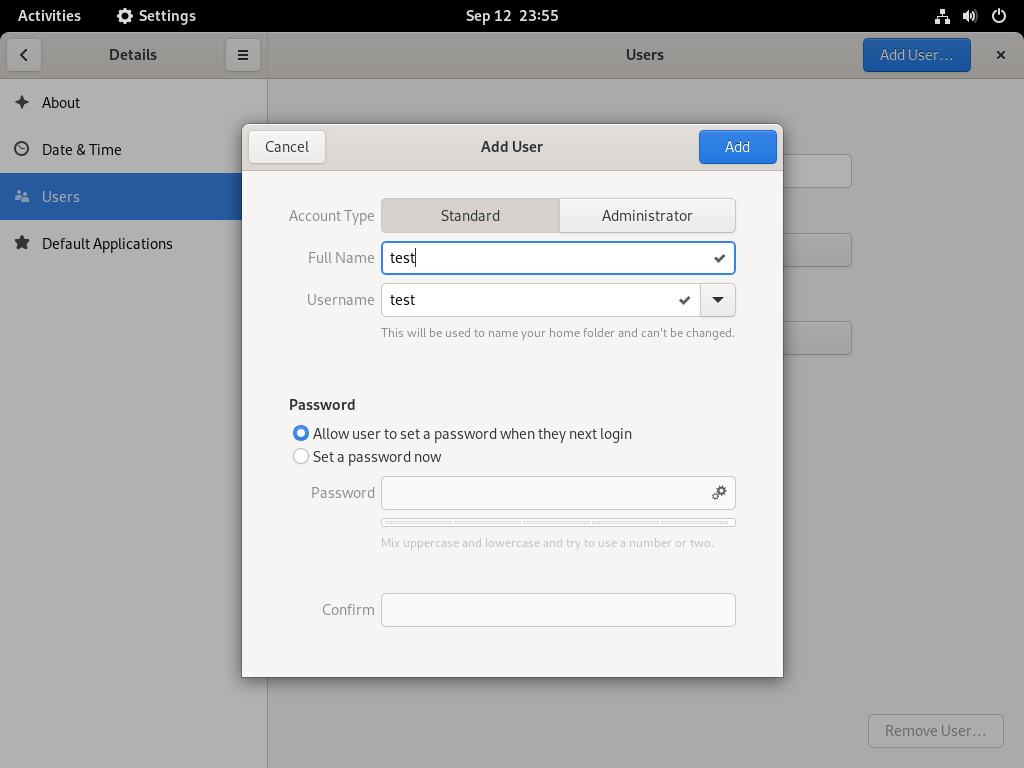 Activities Settings Sep 12 23:55
Details Users Add User…
About
Date & Time
Users
Default Applications
Cancel Add User Add
Account Type Standard Administrator
Full Name test
Username test
This will be used to name your home folder and can't be changed.
Password
Allow user to set a password when they next login
Set a password now
Password
Mix uppercase and lowercase and try to use a number or two.
Confirm
Remove User…